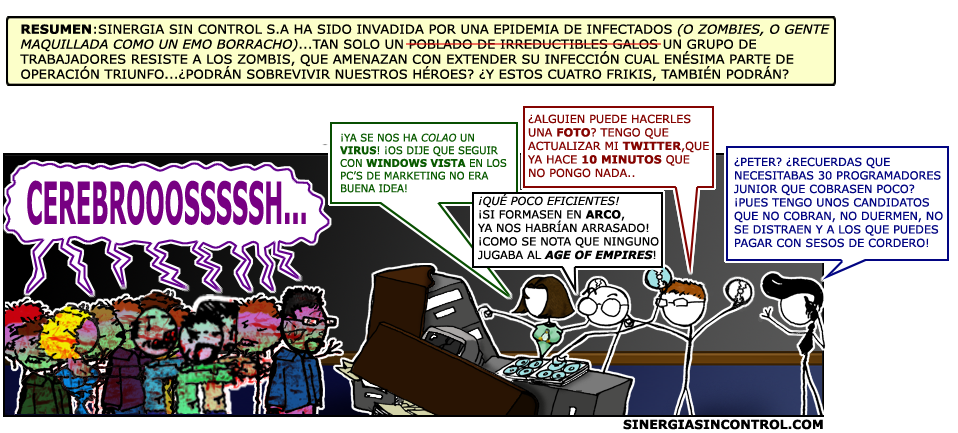 RESUMEN:SINERGIA SIN CONTROL S.A HA SIDO INVADIDA POR UNA EPIDEMIA DE INFECTADOS (O ZOMBIES, O GENTE
MAQUILLADA COMO UN EMO BORRACHO)...TAN SOLO UN POBLADO DE IRREDUCTIBLES GALOS UN GRUPO DE
TRABAJADORES RESISTE A LOS ZOMBIS, QUE AMENAZAN CON EXTENDER SU INFECCIÓN CUAL ENÉSIMA PARTE DE
OPERACIÓN TRIUNFO...¿PODRÁN SOBREVIVIR NUESTROS HÉROES? ¿Y ESTOS CUATRO FRIKIS, TAMBIÉN PODRÁN?
CEREBROOOSSSSSH...
¡YA SE NOS HA COLAO UN
VIRUS! ¡OS DIJE QUE SEGUIR
CON WINDOWS VISTA EN LOS
PC'S DE MARKETING NO ERA
BUENA IDEA!
¡QUÉ POCO EFICIENTES!
¡SI FORMASEN EN ARCO,
YA NOS HABRÍAN ARRASADO!
¡COMO SE NOTA QUE NINGUNO
JUGABA AL AGE OF EMPIRES!
¿ALGUIEN PUEDE HACERLES
UNA FOTO? TENGO QUE
ACTUALIZAR MI TWITTER,QUE
YA HACE 10 MINUTOS QUE
NO PONGO NADA..
¿PETER? ¿RECUERDAS QUE
NECESITABAS 30 PROGRAMADORES
JUNIOR QUE COBRASEN POCO?
¡PUES TENGO UNOS CANDIDATOS
QUE NO COBRAN, NO DUERMEN, NO
SE DISTRAEN Y A LOS QUE PUEDES
PAGAR CON SESOS DE CORDERO!
SINERGIASINCONTROL.COM